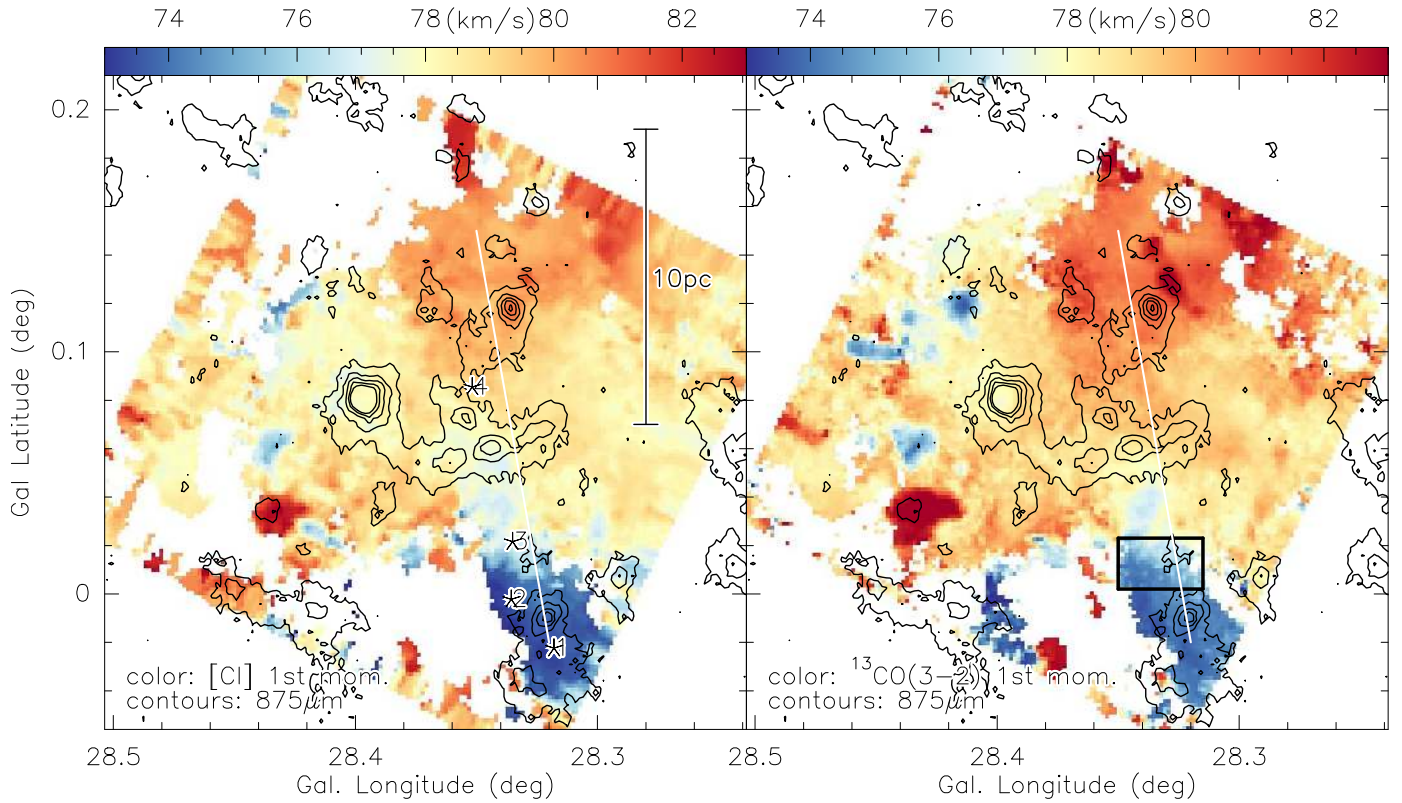 74 76 78 (km/s) 80 82 74 76 78 (km/s) 80 82
0.2
10pc
0.1
4
3
0
2
1
color: [CI] 1st mom. color: ¹³CO(3−2) 1st mom.
contours: 875μm contours: 875μm
28.5 28.4 28.3 28.5 28.4 28.3
Gal. Longitude (deg) Gal. Longitude (deg)
Gal Latitude (deg)